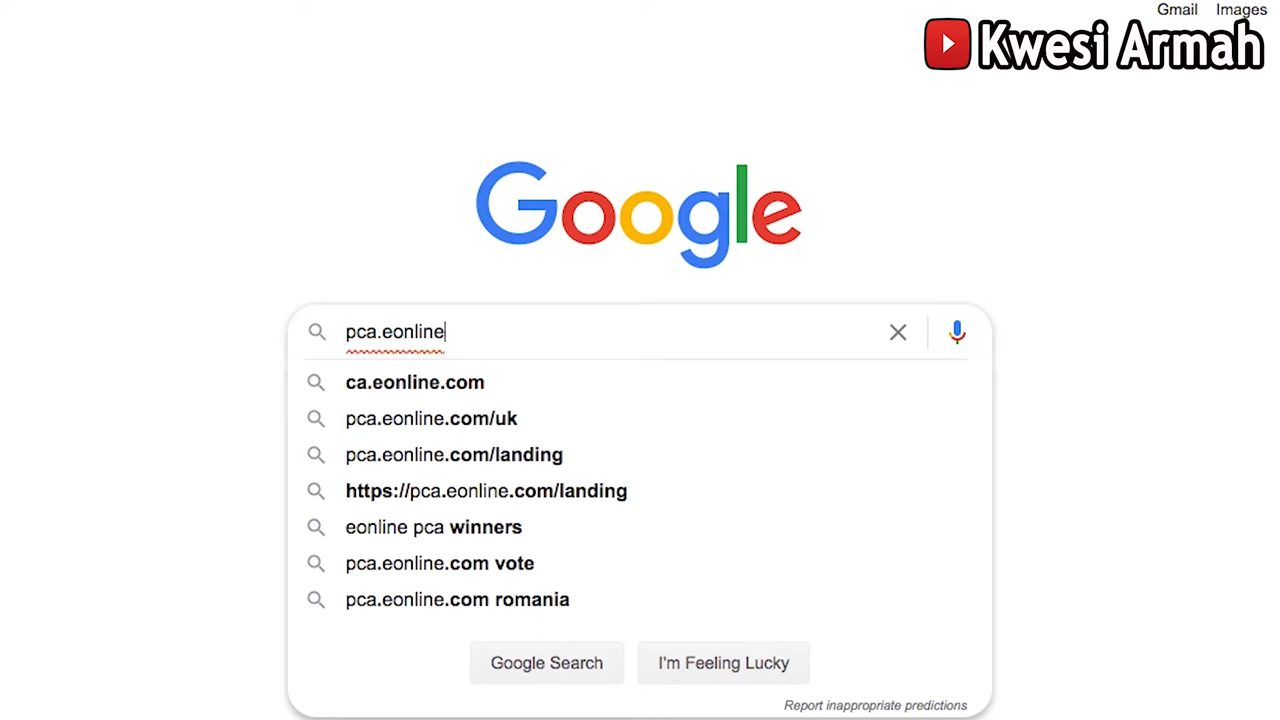 Gmail Images
Kwesi Armah
Google
pca.eonline
ca.eonline.com
pca.eonline.com/uk
pca.eonline.com/landing
https://pca.eonline.com/landing
eonline pca winners
pca.eonline.com vote
pca.eonline.com romania
Google Search I'm Feeling Lucky
Report inappropriate predictions